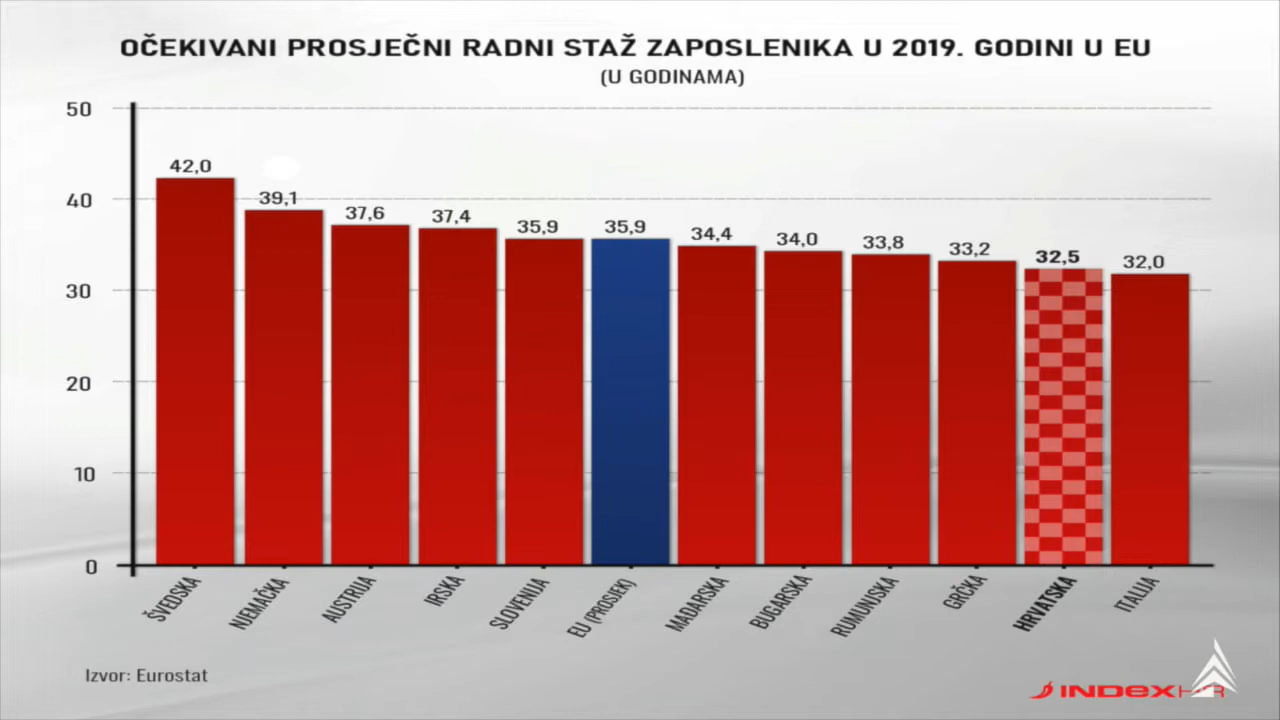 OČEKIVANI PROSJEČNI RADNI STAŽ ZAPOSLENIKA U 2019. GODINI U EU
(U GODINAMA)
50
40
30
20
10
0
42,0
39,1
37,6
37,4
35,9
35,9
34,4
34,0
33,8
33,2
32,5
32,0
ŠVEDSKA
NJEMAČKA
AUSTRIJA
IRSKA
SLOVENIJA
EU (PROSJEK)
MAĐARSKA
BUGARSKA
RUMUNJSKA
GRČKA
HRVATSKA
ITALIJA
Izvor: Eurostat
INDEX HR